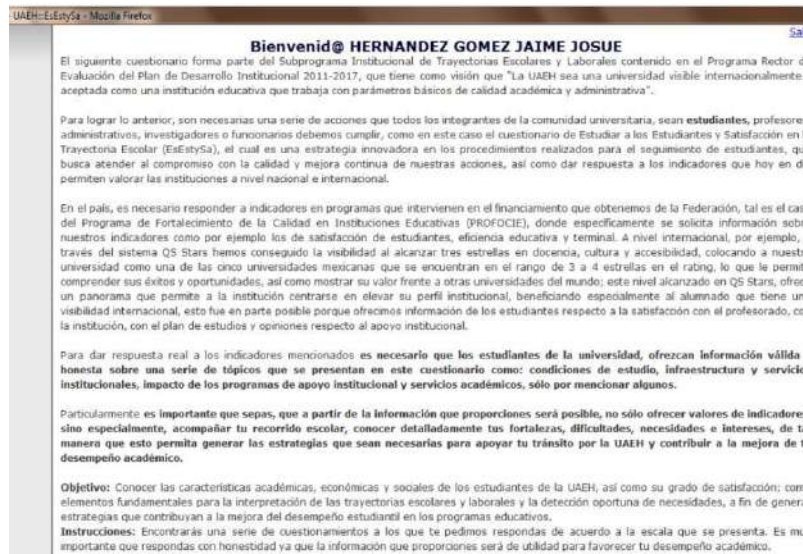 UAEH::EsEstySa - Mozilla Firefox
Sa
Bienvenid@ HERNANDEZ GOMEZ JAIME JOSUE
El siguiente cuestionario forma parte del Subprograma Institucional de Trayectorias Escolares y Laborales contenido en el Programa Rector d
Evaluación del Plan de Desarrollo Institucional 2011-2017, que tiene como visión que "La UAEH sea una universidad visible internacionalmente
aceptada como una institución educativa que trabaja con parámetros básicos de calidad académica y administrativa".
Para lograr lo anterior, son necesarias una serie de acciones que todos los integrantes de la comunidad universitaria, sean estudiantes, profesore
administrativos, investigadores o funcionarios debemos cumplir, como en este caso el cuestionario de Estudiar a los Estudiantes y Satisfacción en
Trayectoria Escolar (EsEstySa), el cual es una estrategia innovadora en los procedimientos realizados para el seguimiento de estudiantes, qu
busca atender al compromiso con la calidad y mejora continua de nuestras acciones, así como dar respuesta a los indicadores que hoy en d
permiten valorar las instituciones a nivel nacional e internacional.
En el país, es necesario responder a indicadores en programas que intervienen en el financiamiento que obtenemos de la Federación, tal es el cas
del Programa de Fortalecimiento de la Calidad en Instituciones Educativas (PROFOCIE), donde específicamente se solicita información sobr
nuestros indicadores como por ejemplo los de satisfacción de estudiantes, eficiencia educativa y terminal. A nivel internacional, por ejemplo,
través del sistema QS Stars hemos conseguido la visibilidad al alcanzar tres estrellas en docencia, cultura y accesibilidad, colocando a nuestr
universidad como una de las cinco universidades mexicanas que se encuentran en el rango de 3 a 4 estrellas en el rating, lo que le permi
comprender sus éxitos y oportunidades, así como mostrar su valor frente a otras universidades del mundo; este nivel alcanzado en QS Stars, ofrec
un panorama que permite a la institución centrarse en elevar su perfil institucional, beneficiando especialmente al alumnado que tiene un
visibilidad internacional, esto fue en parte posible porque ofrecimos información de los estudiantes respecto a la satisfacción con el profesorado, co
la institución, con el plan de estudios y opiniones respecto al apoyo institucional.
Para dar respuesta real a los indicadores mencionados es necesario que los estudiantes de la universidad, ofrezcan información válida
honesta sobre una serie de tópicos que se presentan en este cuestionario como: condiciones de estudio, infraestructura y servicio
institucionales, impacto de los programas de apoyo institucional y servicios académicos, sólo por mencionar algunos.
Particularmente es importante que sepas, que a partir de la información que proporciones será posible, no sólo ofrecer valores de indicadore
sino especialmente, acompañar tu recorrido escolar, conocer detalladamente tus fortalezas, dificultades, necesidades e intereses, de ta
manera que esto permita generar las estrategias que sean necesarias para apoyar tu tránsito por la UAEH y contribuir a la mejora de t
desempeño académico.
Objetivo: Conocer las características académicas, económicas y sociales de los estudiantes de la UAEH, así como su grado de satisfacción; com
elementos fundamentales para la interpretación de las trayectorias escolares y laborales y la detección oportuna de necesidades, a fin de genera
estrategias que contribuyan a la mejora del desempeño estudiantil en los programas educativos.
Instrucciones: Encontrarás una serie de cuestionamientos a los que te pedimos respondas de acuerdo a la escala que se presenta. Es mu
importante que respondas con honestidad ya que la información que proporciones será de utilidad para favorecer tu desempeño académico.